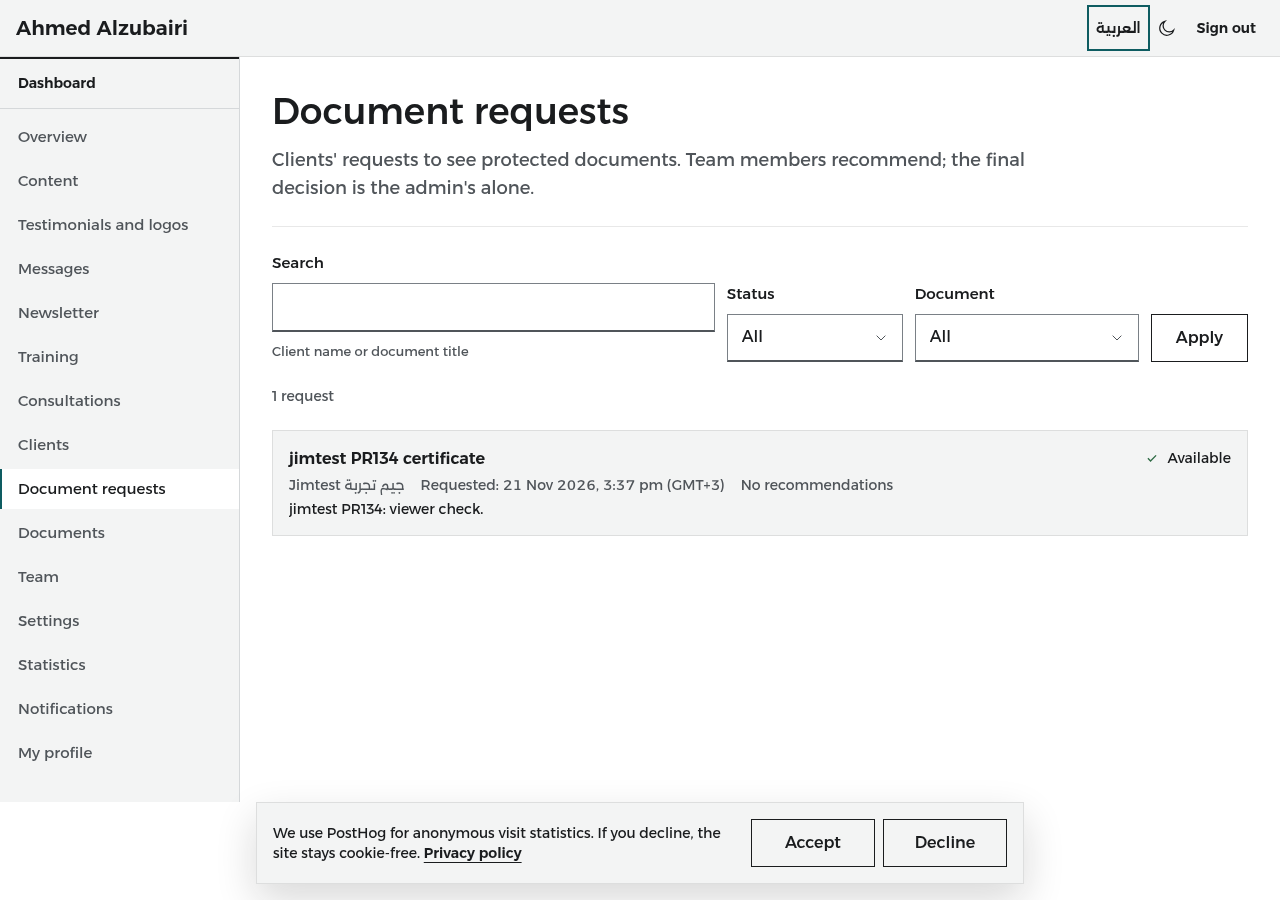 Ahmed Alzubairi
العربية
Sign out
Dashboard
Overview
Content
Testimonials and logos
Messages
Newsletter
Training
Consultations
Clients
Document requests
Documents
Team
Settings
Statistics
Notifications
My profile
Document requests
Clients' requests to see protected documents. Team members recommend; the final
decision is the admin's alone.
Search
Client name or document title
Status
All
Document
All
Apply
1 request
jimtest PR134 certificate
Available
Jimtest جيم تجربة Requested: 21 Nov 2026, 3:37 pm (GMT+3) No recommendations
jimtest PR134: viewer check.
We use PostHog for anonymous visit statistics. If you decline, the
site stays cookie-free. Privacy policy
Accept
Decline